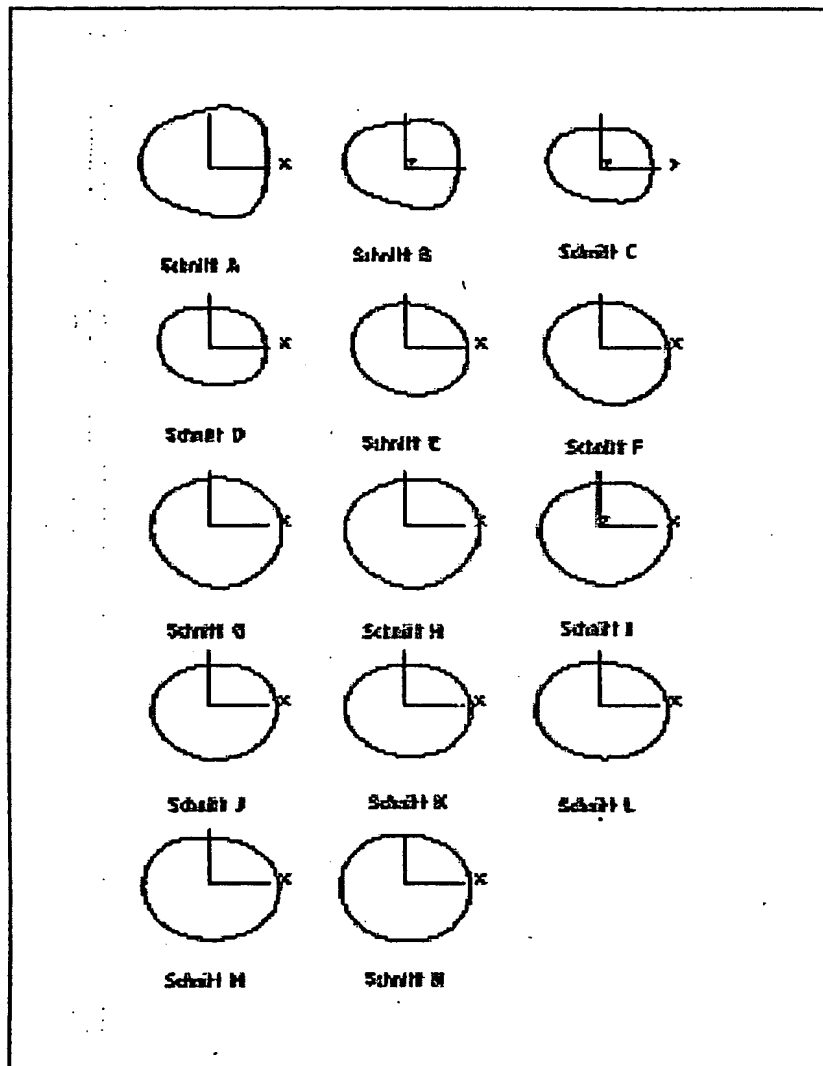 X X
Schnitt A Schnitt B Schnitt C
X X X
Schnitt D Schnitt E Schnitt F
X X X
Schnitt G Schnitt H Schnitt I
X X X
Schnitt J Schnitt K Schnitt L
X X
Schnitt M Schnitt N